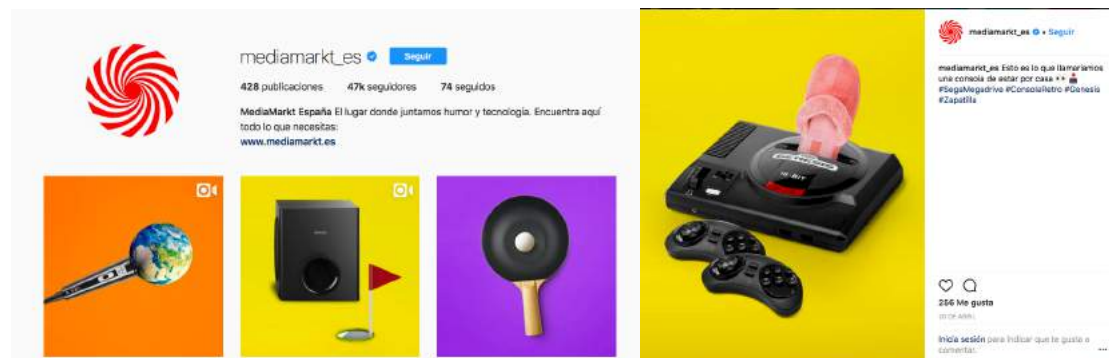 mediamarkt_es Seguir
428 publicaciones 47k seguidores 74 seguidos
MediaMarkt España El lugar donde juntamos humor y tecnología. Encuentra aquí
todo lo que necesitas:
www.mediamarkt.es
16-BIT
mediamarkt_es • Seguir
mediamarkt_es Esto es lo que llamaríamos
una consola de estar por casa
#SegaMegadrive #ConsolaRetro #Genesis
#Zapatilla
256 Me gusta
Inicia sesión para indicar que te gusta o
comentar.
...